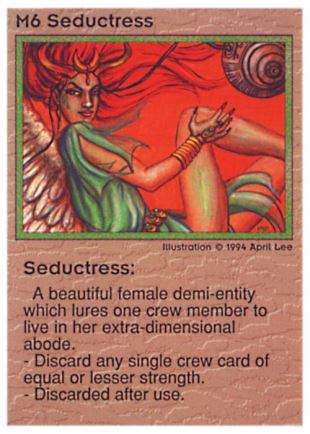 M6 Seductress
Illustration © 1994 April Lee
Seductress:
A beautiful female demi-entity
which lures one crew member to
live in her extra-dimensional
abode.
- Discard any single crew card of
equal or lesser strength.
- Discarded after use.